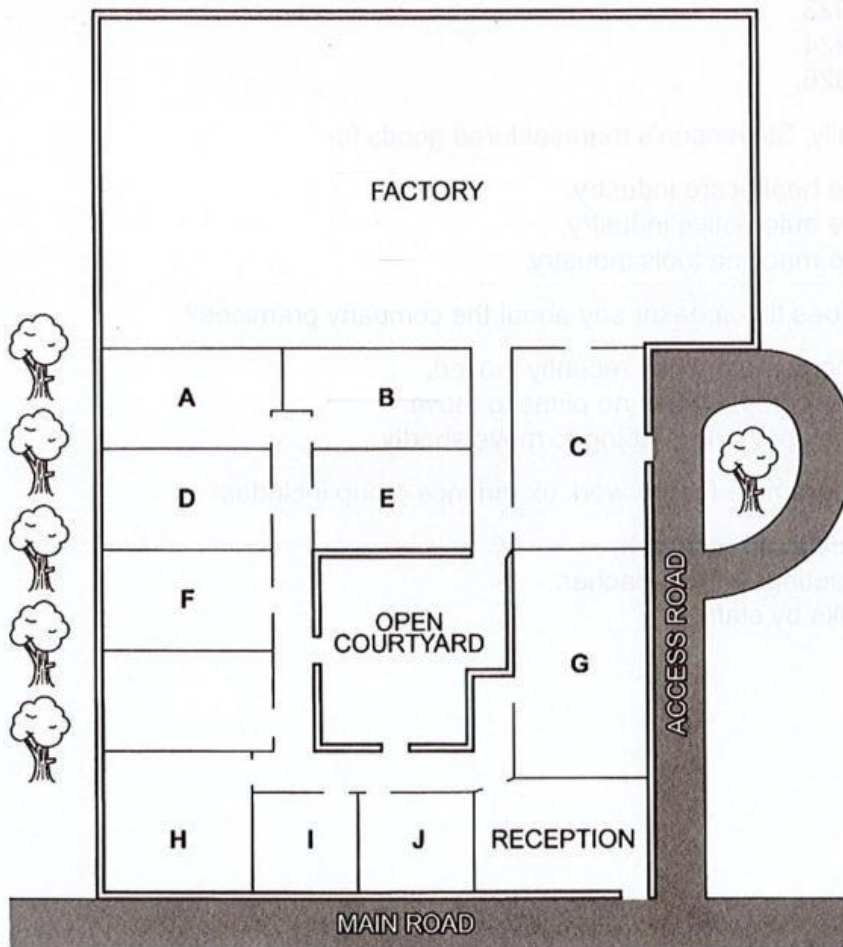 FACTORY
A
B
C
D
E
F
OPEN
COURTYARD
G
ACCESS ROAD
H
I
J
RECEPTION
MAIN ROAD